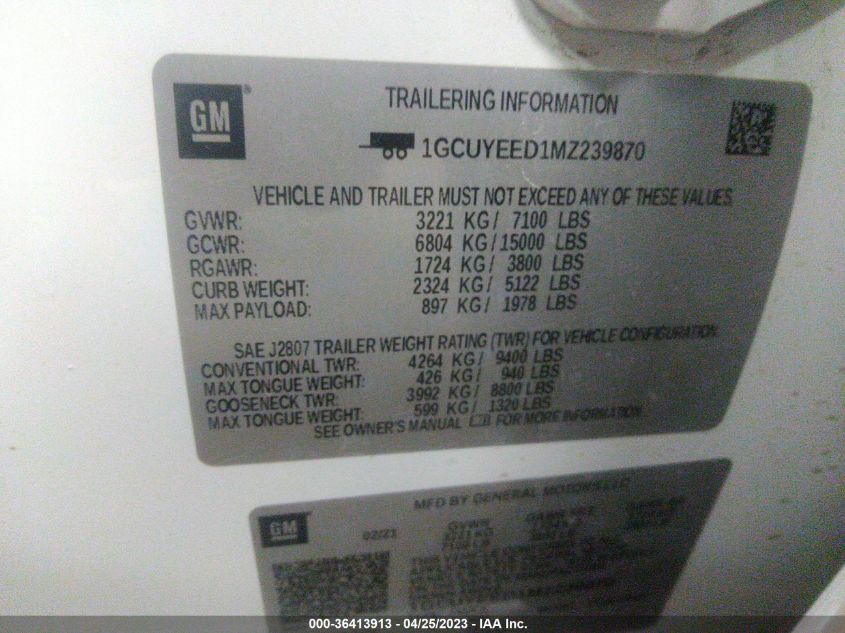 GM ®
TRAILERING INFORMATION
1GCUYEED1MZ239870
VEHICLE AND TRAILER MUST NOT EXCEED ANY OF THESE VALUES.
GVWR: 3221 KG / 7100 LBS
GCWR: 6804 KG / 15000 LBS
RGAWR: 1724 KG / 3800 LBS
CURB WEIGHT: 2324 KG / 5122 LBS
MAX PAYLOAD: 897 KG / 1978 LBS
SAE J2807 TRAILER WEIGHT RATING (TWR) FOR VEHICLE CONFIGURATION.
CONVENTIONAL TWR: 4264 KG / 9400 LBS
MAX TONGUE WEIGHT: 426 KG / 940 LBS
GOOSENECK TWR: 3992 KG / 8800 LBS
MAX TONGUE WEIGHT: 599 KG / 1320 LBS
SEE OWNER'S MANUAL FOR MORE INFORMATION.
GM
MFD BY GENERAL MOTORS LLC
02/21 GVWR
3221 KG
000-36413913 - 04/25/2023 - IAA Inc.